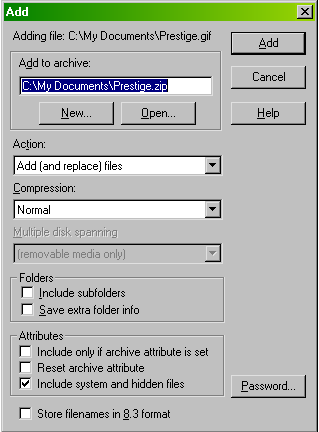 Add
Adding file: C:\My Documents\Prestige.gif
Add
Add to archive:
C:\My Documents\Prestige.zip
Cancel
New...
Open...
Help
Action:
Add (and replace) files
Compression:
Normal
Multiple disk spanning
(removable media only)
Folders
Include subfolders
Save extra folder info
Attributes
Include only if archive attribute is set
Reset archive attribute
Include system and hidden files
Password...
Store filenames in 8.3 format